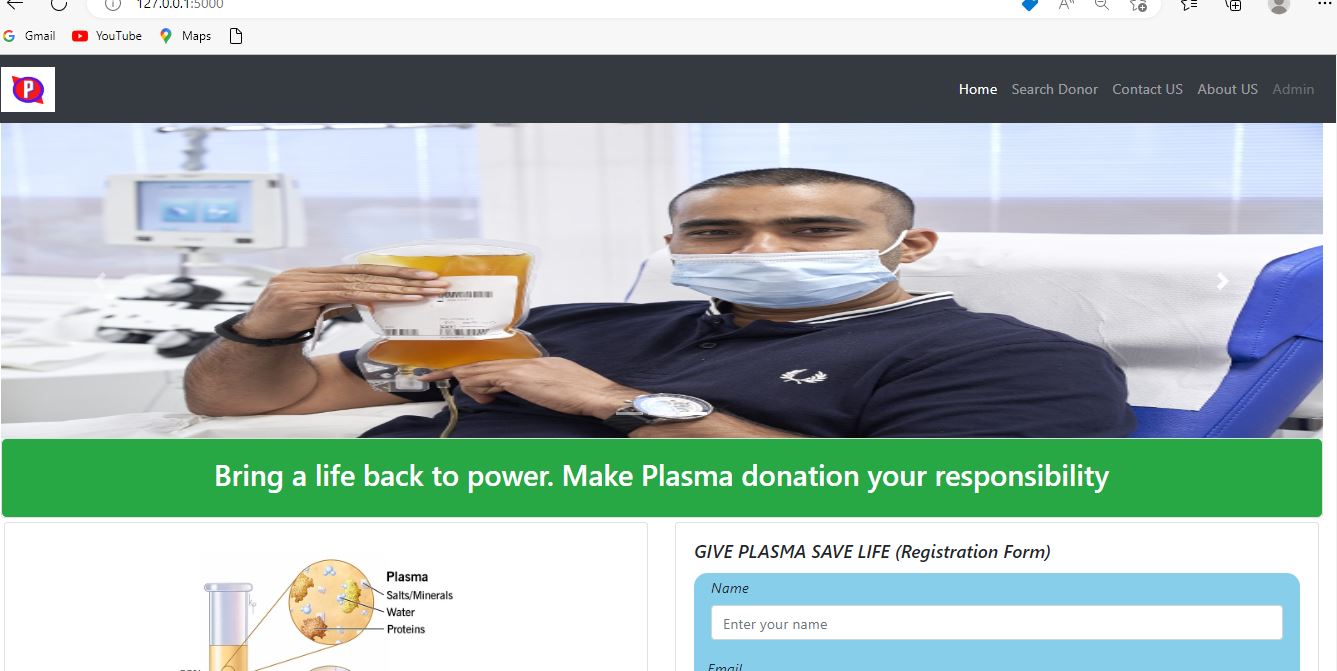 127.0.0.1:5000
Gmail YouTube Maps
P
Home Search Donor Contact US About US Admin
Bring a life back to power. Make Plasma donation your responsibility
Plasma
Salts/Minerals
Water
Proteins
GIVE PLASMA SAVE LIFE (Registration Form)
Name
Enter your name
Email